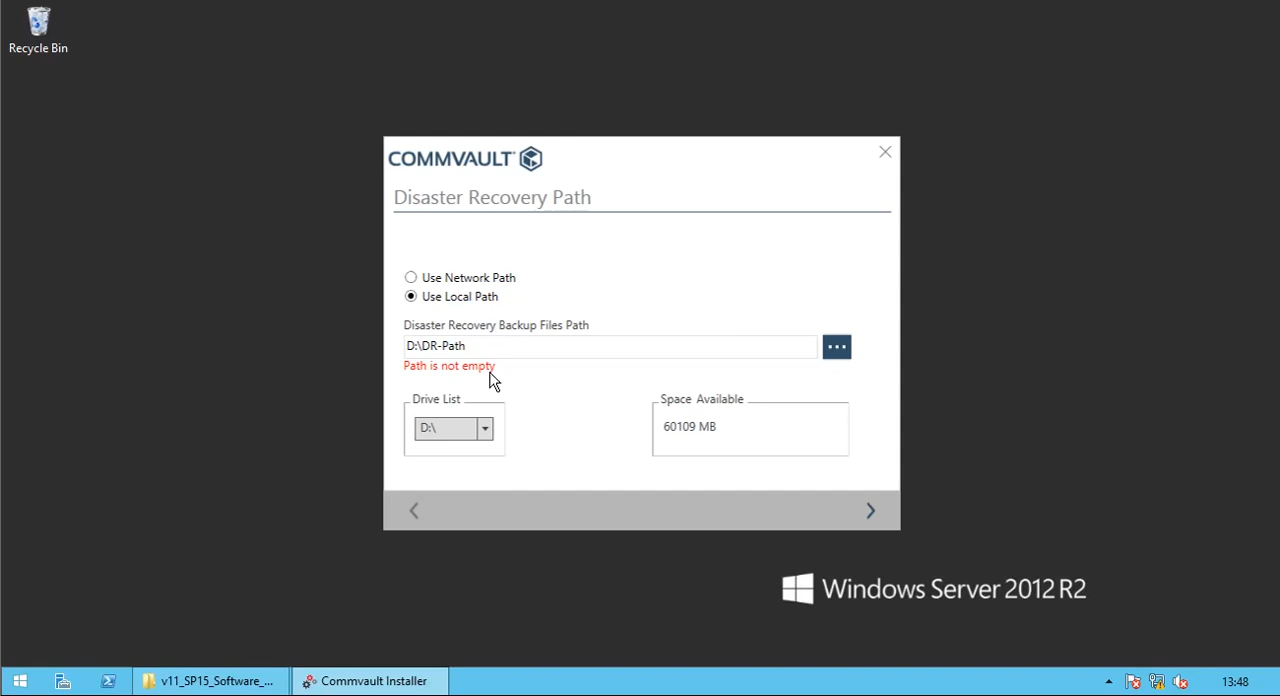 Recycle Bin
COMMVAULT
Disaster Recovery Path
Use Network Path
Use Local Path
Disaster Recovery Backup Files Path
D:\DR-Path
...
Path is not empty
Drive List
D:\
Space Available
60109 MB
Windows Server 2012 R2
v11_SP15_Software_...
Commvault Installer
13:48